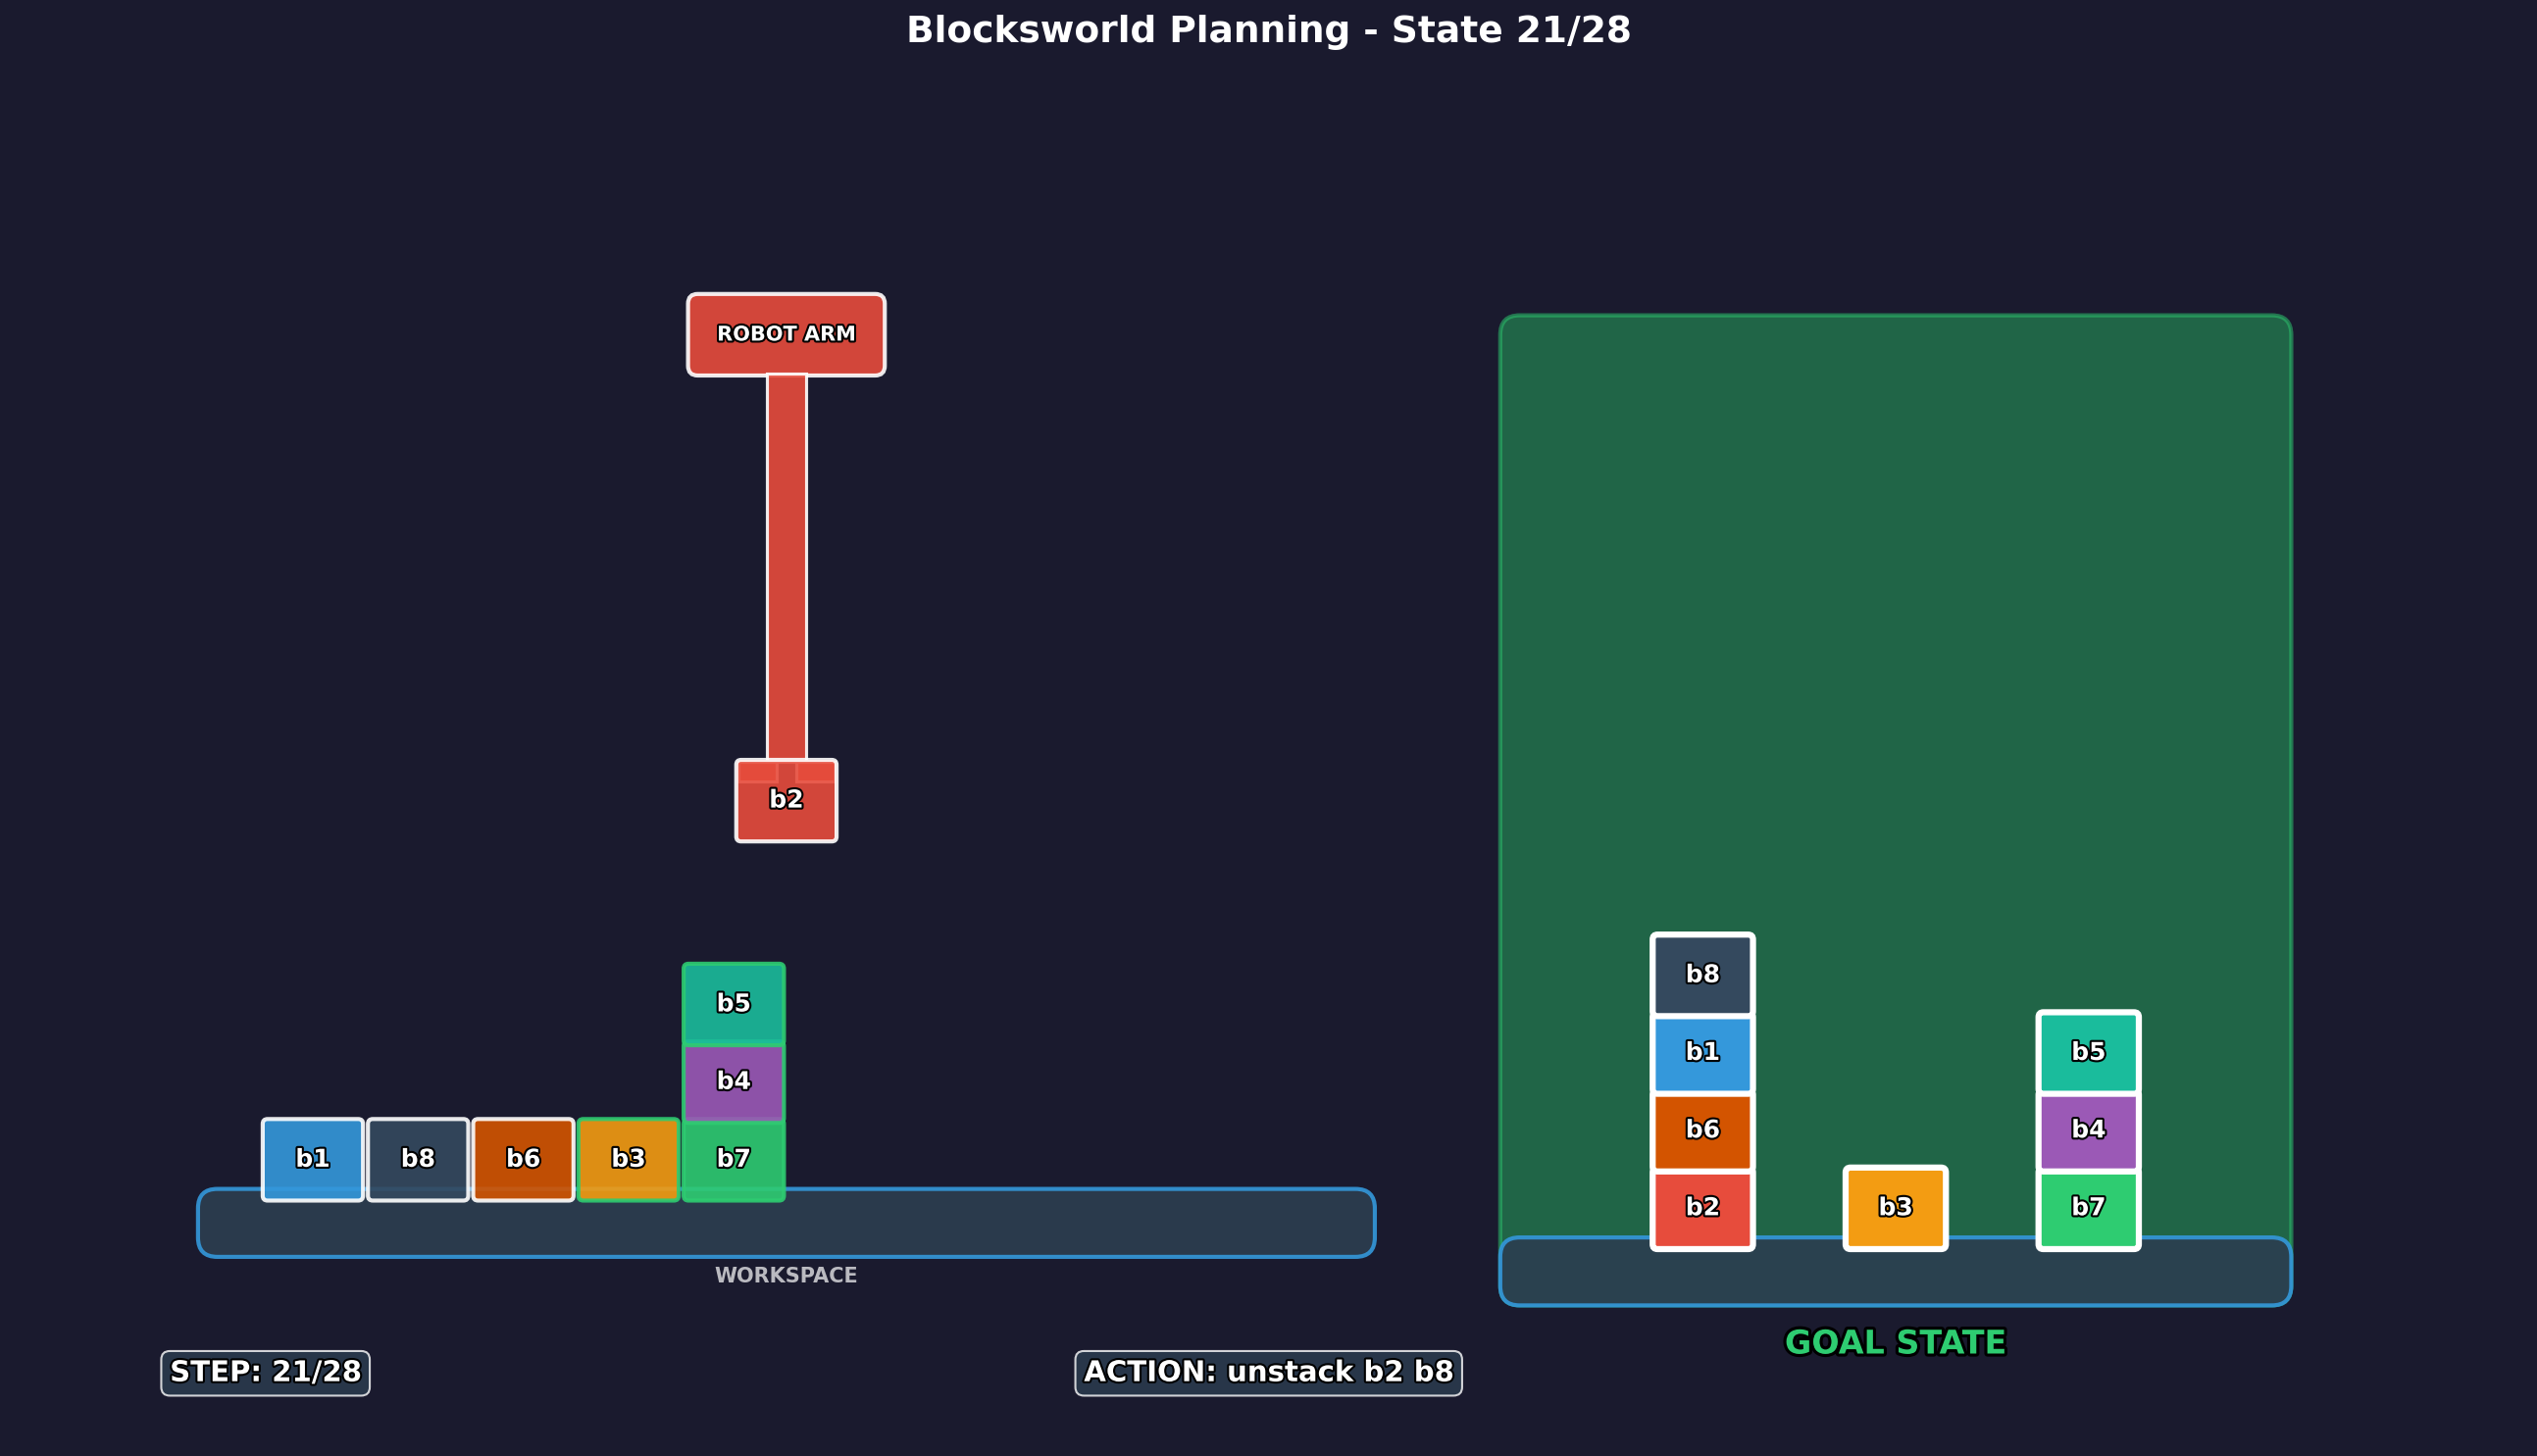 Blocksworld Planning - State 21/28
ROBOT ARM
b2
b5
b4
b1 b8 b6 b3 b7
WORKSPACE
b8
b1 b5
b6 b4
b2 b3 b7
GOAL STATE
STEP: 21/28
ACTION: unstack b2 b8